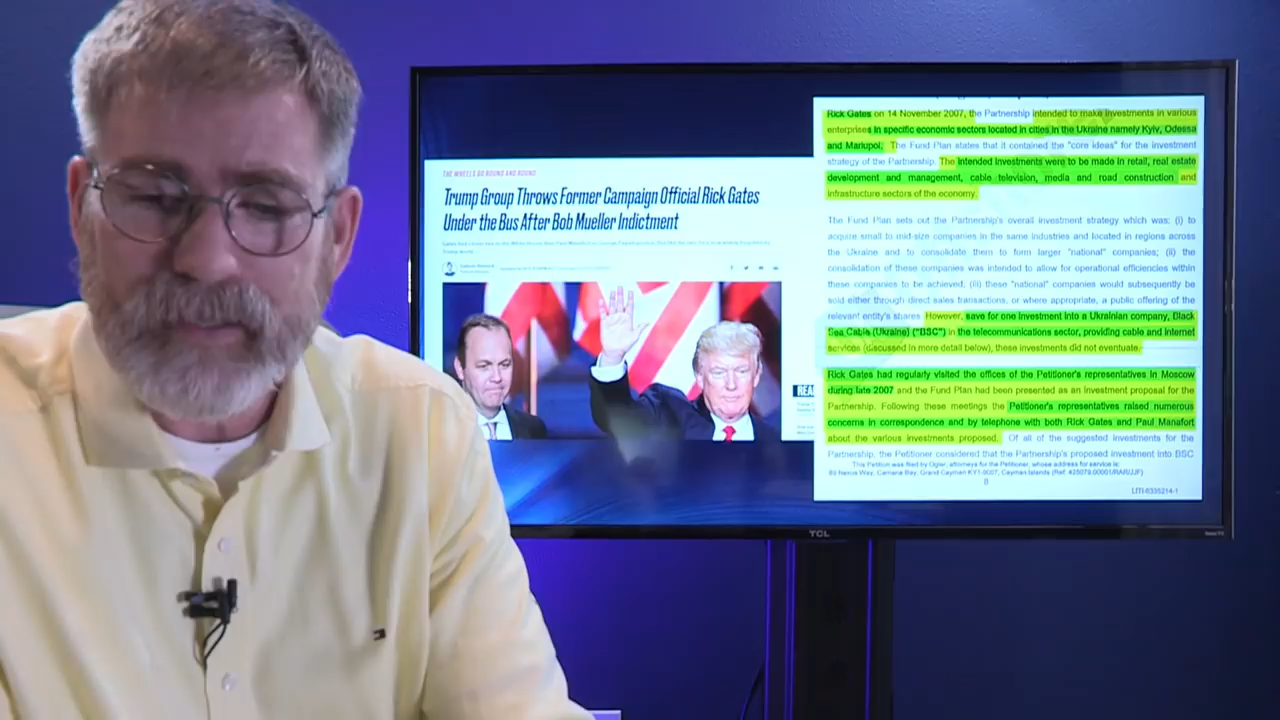 THE WHEELS GO ROUND AND ROUND
Trump Group Throws Former Campaign Official Rick Gates
Under the Bus After Bob Mueller Indictment
REA
Rick Gates on 14 November 2007, the Partnership intended to make investments in various
enterprises in specific economic sectors located in cities in the Ukraine namely Kyiv, Odessa
and Mariupol. The Fund Plan states that it contained the "core ideas" for the investment
strategy of the Partnership. The intended investments were to be made in retail, real estate
development and management, cable television, media and road construction and
infrastructure sectors of the economy.
The Fund Plan sets out the Partnership's overall investment strategy which was: (i) to
acquire small to mid-size companies in the same industries and located in regions across
the Ukraine and to consolidate them to form larger "national" companies; (ii) the
consolidation of these companies was intended to allow for operational efficiencies within
these companies to be achieved; (iii) these "national" companies would subsequently be
sold either through direct sales transactions, or where appropriate, a public offering of the
relevant entity's shares. However, save for one investment into a Ukrainian company, Black
Sea Cable (Ukraine) ("BSC") in the telecommunications sector, providing cable and internet
services (discussed in more detail below), these investments did not eventuate.
Rick Gates had regularly visited the offices of the Petitioner's representatives in Moscow
during late 2007 and the Fund Plan had been presented as an investment proposal for the
Partnership. Following these meetings the Petitioner's representatives raised numerous
concerns in correspondence and by telephone with both Rick Gates and Paul Manafort
about the various investments proposed. Of all of the suggested investments for the
Partnership, the Petitioner considered that the Partnership's proposed investment into BSC
This Petition was filed by Ogier, attorneys for the Petitioner, whose address for service is:
89 Nexus Way, Camana Bay, Grand Cayman KY1-9007, Cayman Islands (Ref: 425079.00001/RAR/JJF)
8
LITI-6335214-1
TCL